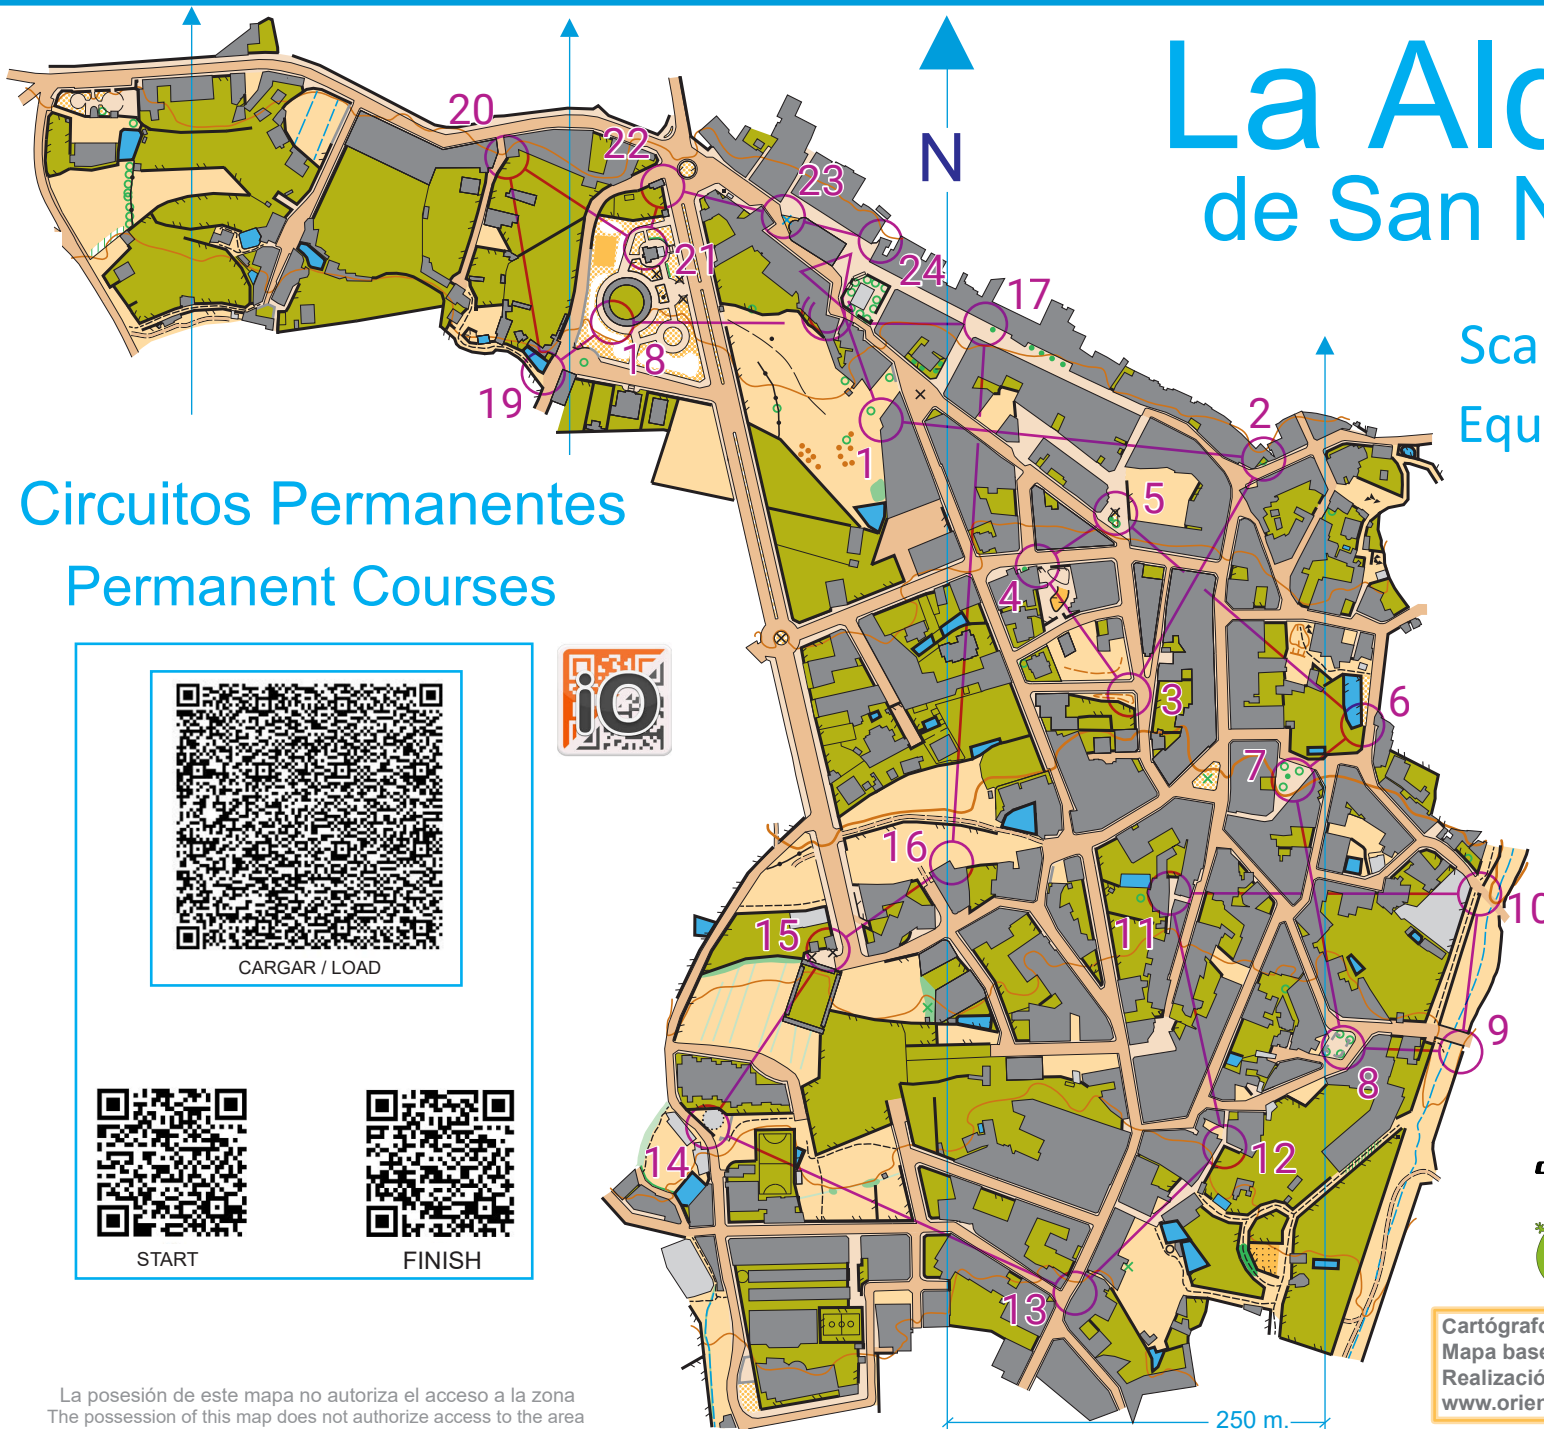 La Alc
de San N
N
Sca
Equ
Circuitos Permanentes
Permanent Courses
iO
CARGAR / LOAD
START
FINISH
20
22
23
24
21
17
18
19
1
2
5
4
3
6
7
16
15
11
10
9
8
14
12
13
250 m.
Cartógrafo
Mapa base
Realizació
www.orien
La posesión de este mapa no autoriza el acceso a la zona
The possession of this map does not authorize access to the area